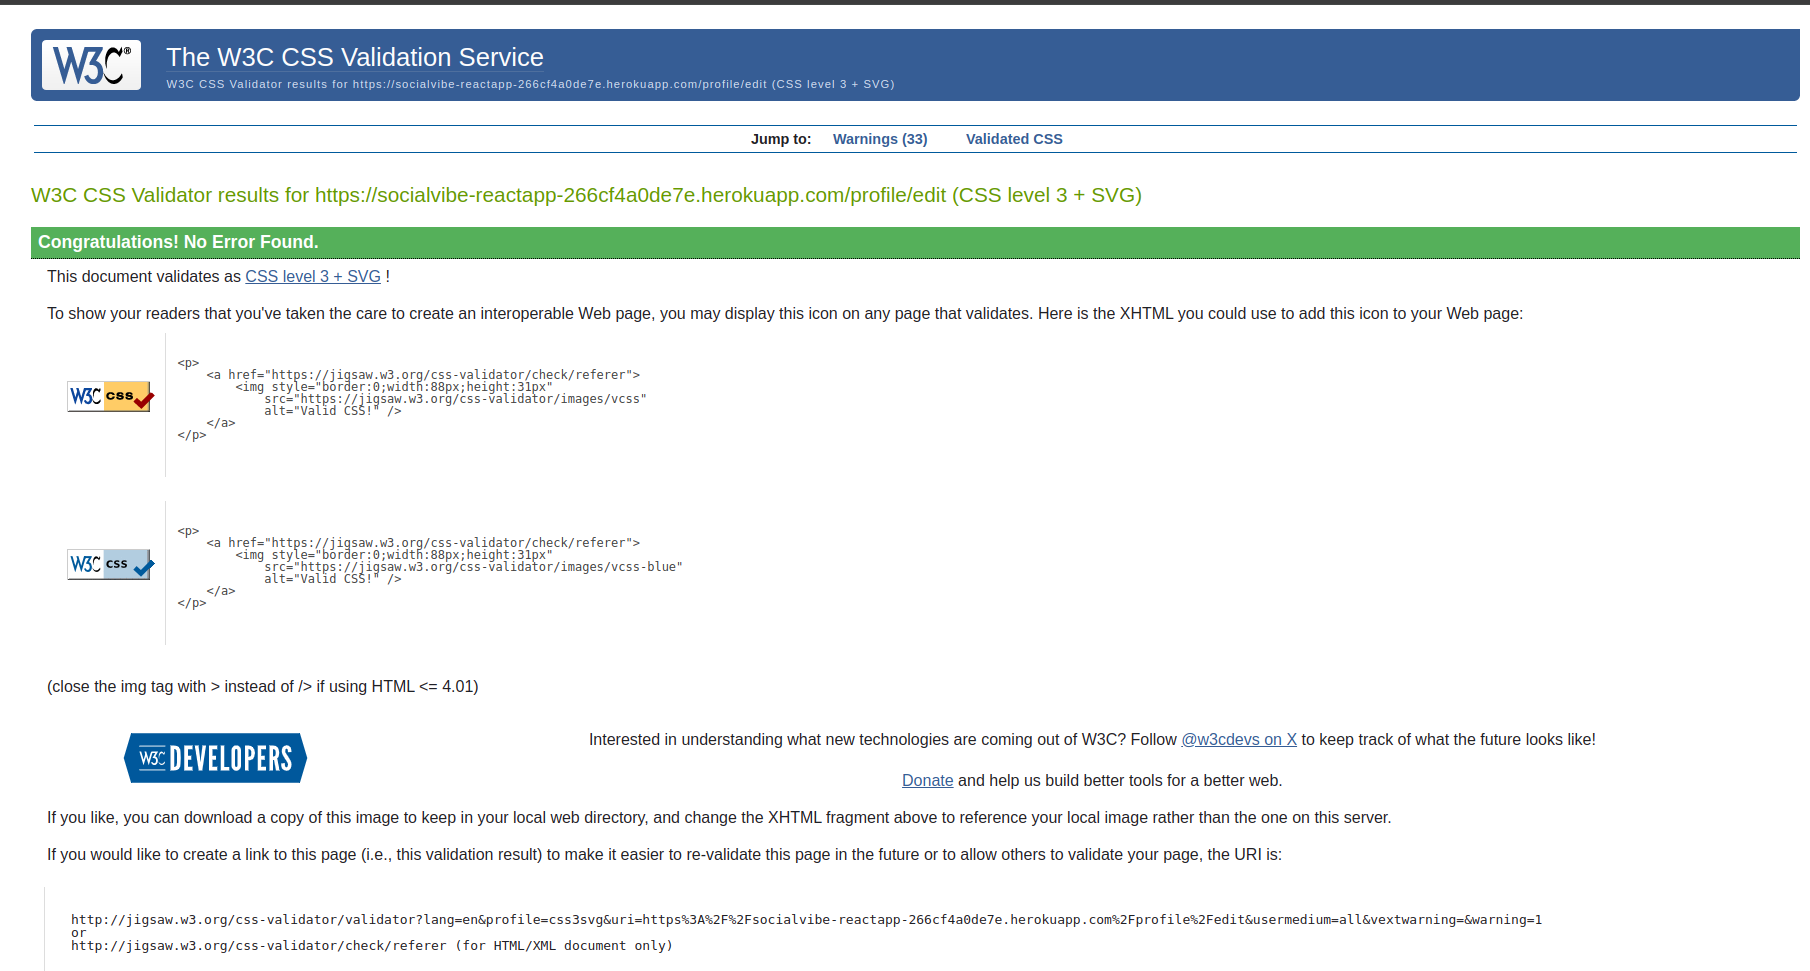 W3C®
The W3C CSS Validation Service
W3C CSS Validator results for https://socialvibe-reactapp-266cf4a0de7e.herokuapp.com/profile/edit (CSS level 3 + SVG)
Jump to: Warnings (33) Validated CSS
W3C CSS Validator results for https://socialvibe-reactapp-266cf4a0de7e.herokuapp.com/profile/edit (CSS level 3 + SVG)
Congratulations! No Error Found.
This document validates as CSS level 3 + SVG !
To show your readers that you've taken the care to create an interoperable Web page, you may display this icon on any page that validates. Here is the XHTML you could use to add this icon to your Web page:
W3C css
<p>
    <a href="https://jigsaw.w3.org/css-validator/check/referer">
        <img style="border:0;width:88px;height:31px"
            src="https://jigsaw.w3.org/css-validator/images/vcss"
            alt="Valid CSS!" />
    </a>
</p>
W3C css
<p>
    <a href="https://jigsaw.w3.org/css-validator/check/referer">
        <img style="border:0;width:88px;height:31px"
            src="https://jigsaw.w3.org/css-validator/images/vcss-blue"
            alt="Valid CSS!" />
    </a>
</p>
(close the img tag with > instead of /> if using HTML <= 4.01)
W3C DEVELOPERS
Interested in understanding what new technologies are coming out of W3C? Follow @w3cdevs on X to keep track of what the future looks like!
Donate and help us build better tools for a better web.
If you like, you can download a copy of this image to keep in your local web directory, and change the XHTML fragment above to reference your local image rather than the one on this server.
If you would like to create a link to this page (i.e., this validation result) to make it easier to re-validate this page in the future or to allow others to validate your page, the URI is:
http://jigsaw.w3.org/css-validator/validator?lang=en&profile=css3svg&uri=https%3A%2F%2Fsocialvibe-reactapp-266cf4a0de7e.herokuapp.com%2Fprofile%2Fedit&usermedium=all&vextwarning=&warning=1
or
http://jigsaw.w3.org/css-validator/check/referer (for HTML/XML document only)